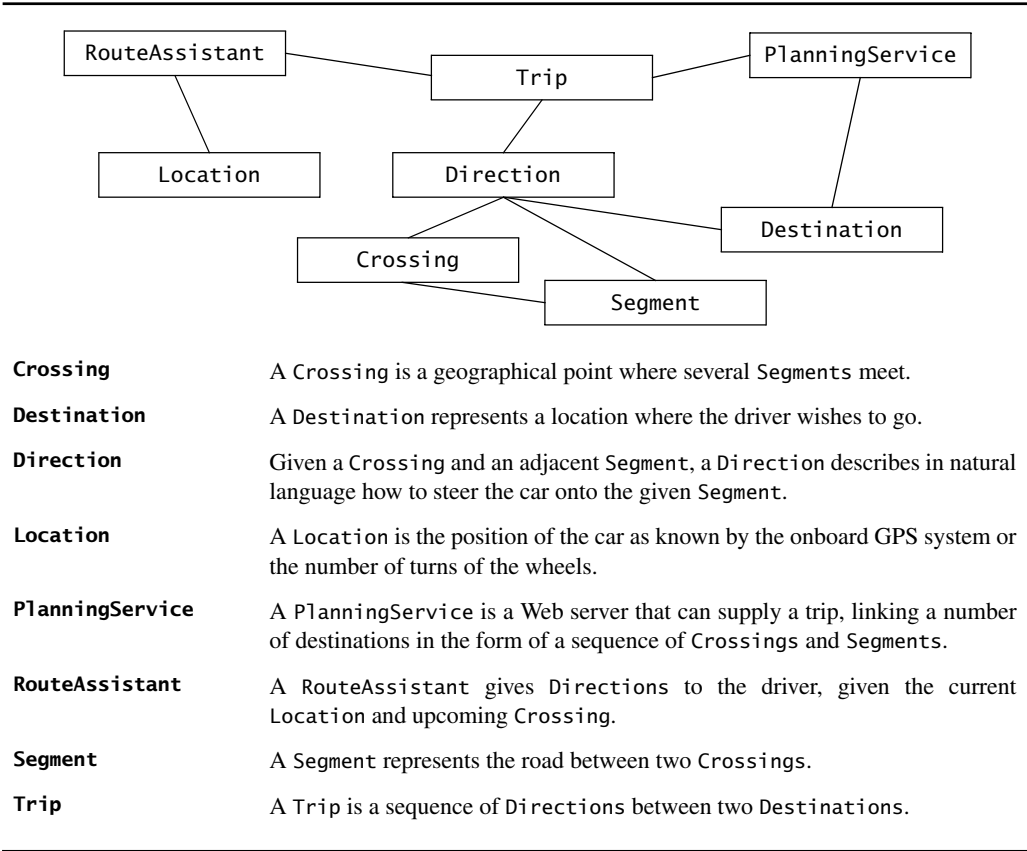 RouteAssistant
Trip
PlanningService
Location
Direction
Destination
Crossing
Segment
Crossing A Crossing is a geographical point where several Segments meet.
Destination A Destination represents a location where the driver wishes to go.
Direction Given a Crossing and an adjacent Segment, a Direction describes in natural
language how to steer the car onto the given Segment.
Location A Location is the position of the car as known by the onboard GPS system or
the number of turns of the wheels.
PlanningService A PlanningService is a Web server that can supply a trip, linking a number
of destinations in the form of a sequence of Crossings and Segments.
RouteAssistant A RouteAssistant gives Directions to the driver, given the current
Location and upcoming Crossing.
Segment A Segment represents the road between two Crossings.
Trip A Trip is a sequence of Directions between two Destinations.